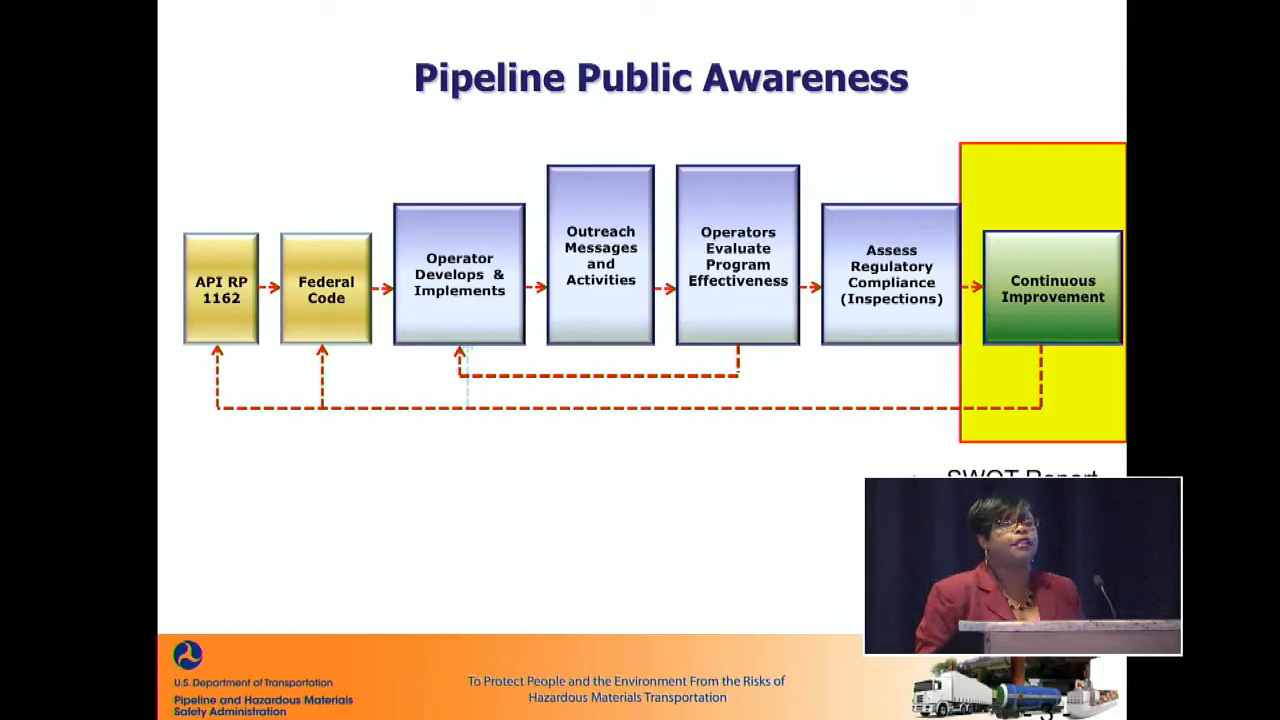 Pipeline Public Awareness
API RP
1162
Federal
Code
Operator
Develops &
Implements
Outreach
Messages
and
Activities
Operators
Evaluate
Program
Effectiveness
Assess
Regulatory
Compliance
(Inspections)
Continuous
Improvement
SWOT Report
U.S. Department of Transportation
Pipeline and Hazardous Materials
Safety Administration
To Protect People and the Environment From the Risks of
Hazardous Materials Transportation